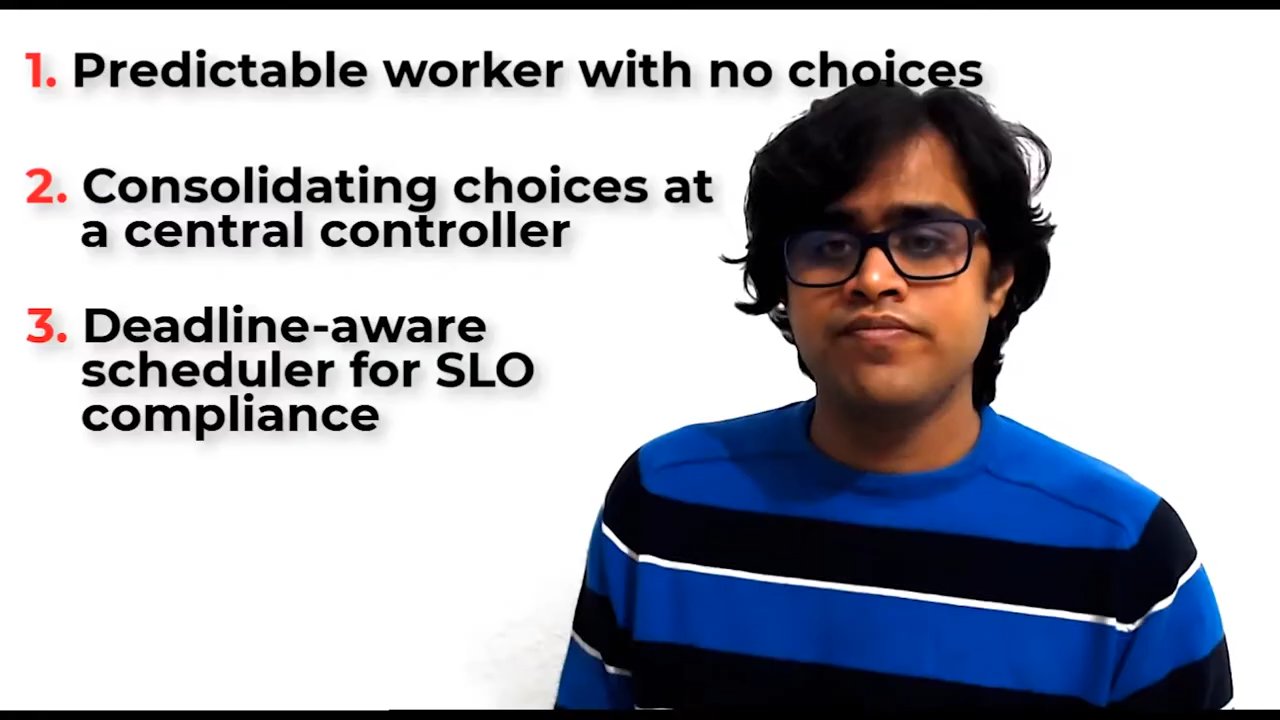 1. Predictable worker with no choices
2. Consolidating choices at
a central controller
3. Deadline-aware
scheduler for SLO
compliance